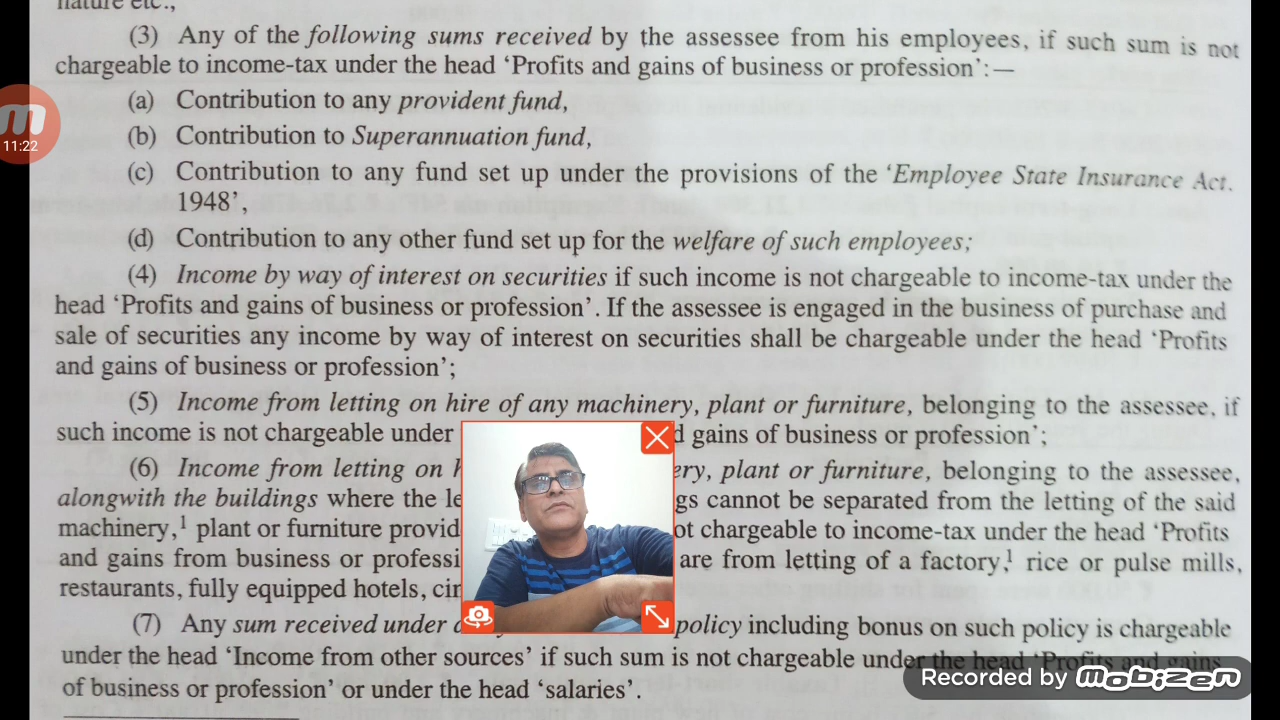 nature etc.;
(3) Any of the following sums received by the assessee from his employees, if such sum is not
chargeable to income-tax under the head ‘Profits and gains of business or profession’:—
(a) Contribution to any provident fund,
(b) Contribution to Superannuation fund,
11:22
(c) Contribution to any fund set up under the provisions of the ‘Employee State Insurance Act.
1948’,
(d) Contribution to any other fund set up for the welfare of such employees;
(4) Income by way of interest on securities if such income is not chargeable to income-tax under the
head ‘Profits and gains of business or profession’. If the assessee is engaged in the business of purchase and
sale of securities any income by way of interest on securities shall be chargeable under the head ‘Profits
and gains of business or profession’;
(5) Income from letting on hire of any machinery, plant or furniture, belonging to the assessee, if
such income is not chargeable under gains of business or profession’;
(6) Income from letting on plant or furniture, belonging to the assessee,
alongwith the buildings where the cannot be separated from the letting of the said
machinery,¹ plant or furniture chargeable to income-tax under the head ‘Profits
and gains from business or are from letting of a factory,¹ rice or pulse mills,
restaurants, fully equipped hotels,
(7) Any sum received under policy including bonus on such policy is chargeable
under the head ‘Income from other sources’ if such sum is not chargeable under the head ‘Profits and gains
of business or profession’ or under the head ‘salaries’.
Recorded by mobizen